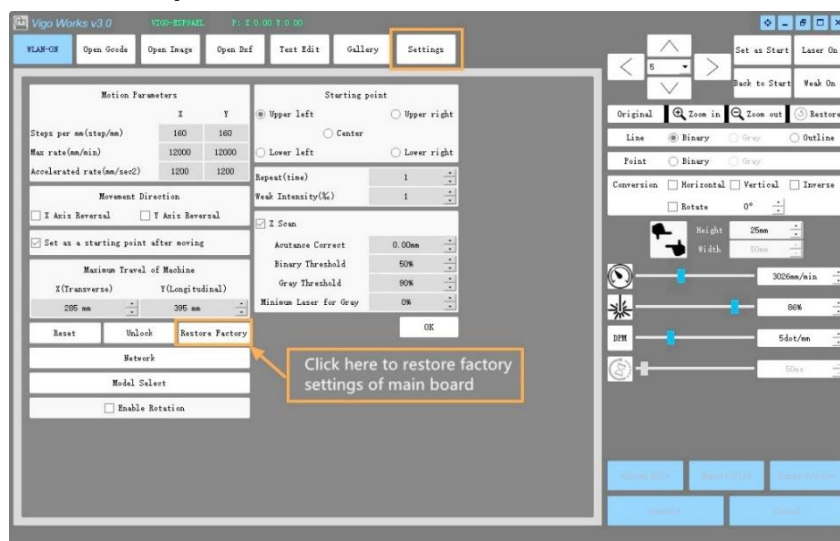 Vigo Works v3.0 VIGO-ESP9AEL P: X:0.00 Y:0.00
WLAN-ON Open Gcode Open Image Open Dxf Text Edit Gallery Settings
5
Set as Start Laser On
Back to Start Weak On
Motion Parameters
X Y
Steps per mm(step/mm) 160 160
Max rate(mm/min) 12000 12000
Accelerated rate(mm/sec2) 1200 1200
Movement Direction
X Axis Reversal Y Axis Reversal
Set as a starting point after moving
Maximum Travel of Machine
X(Transverse) Y(Longitudinal)
285 mm 395 mm
Reset Unlock Restore Factory
Network
Model Select
Enable Rotation
Starting point
Upper left Upper right
Center
Lower left Lower right
Repeat(time) 1
Weak Intensity(‰) 1
Z Scan
Acutance Correct 0.00mm
Binary Threshold 50%
Gray Threshold 90%
Minimum Laser for Gray 0%
OK
Click here to restore factory
settings of main board
Original Zoom in Zoom out Restore
Line Binary Gray Outline
Point Binary Gray
Conversion Horizontal Vertical Inverse
Rotate 0°
Height 25mm
Width 50mm
3026mm/min
86%
DPM 5dot/mm
50ms